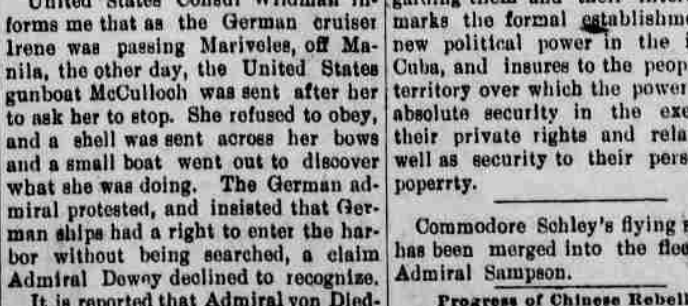 United States Consul Wildman in-
forms me that as the German cruiser
Irene was passing Mariveles, off Ma-
nila, the other day, the United States
gunboat McCulloch was sent after her
to ask her to stop. She refused to obey,
and a shell was sent across her bows
and a small boat went out to discover
what she was doing. The German ad-
miral protested, and insisted that Ger-
man ships had a right to enter the har-
bor without being searched, a claim
Admiral Dewey declined to recognize.
It is reported that Admiral von Died-
marks the formal
new political power in the
Cuba, and insures to the
territory over which the power
absolute security in the
their private rights and
well as security to their
poperrty.
Commodore Schley's flying
has been merged into the
Admiral Sampson.
Progress of Chinese